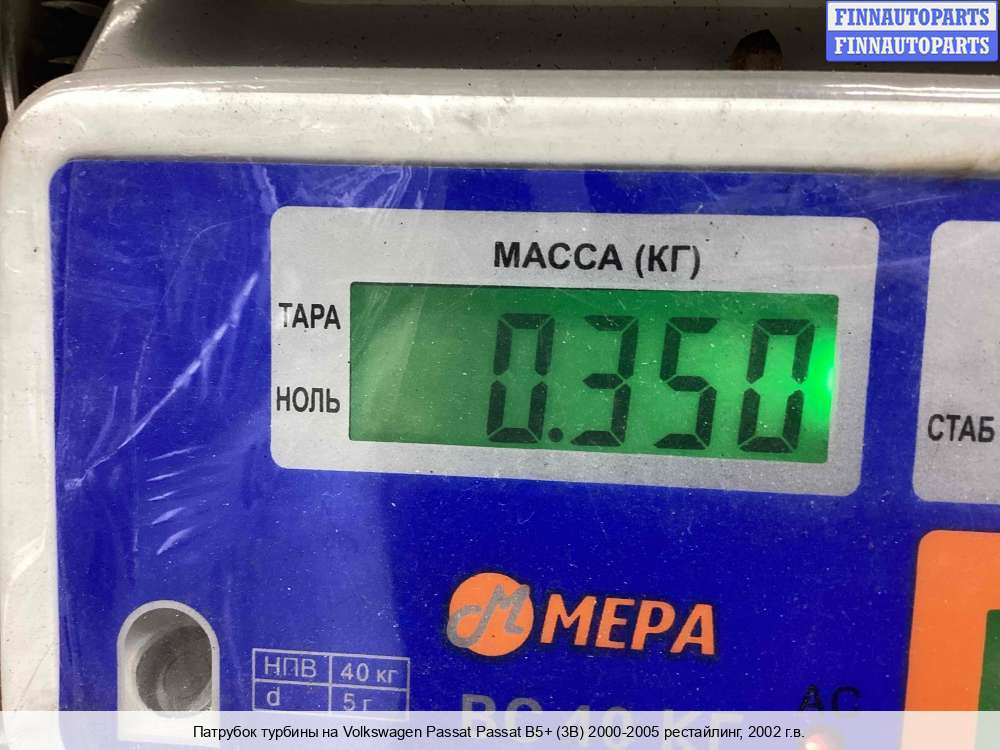 FINNAUTOPARTS
FINNAUTOPARTS
МАССА (КГ)
ТАРА
0.350
НОЛЬ
СТАБ
МЕРА
НПВ 40 кг
d 5 г
AC
Патрубок турбины на Volkswagen Passat Passat B5+ (3B) 2000-2005 рестайлинг, 2002 г.в.